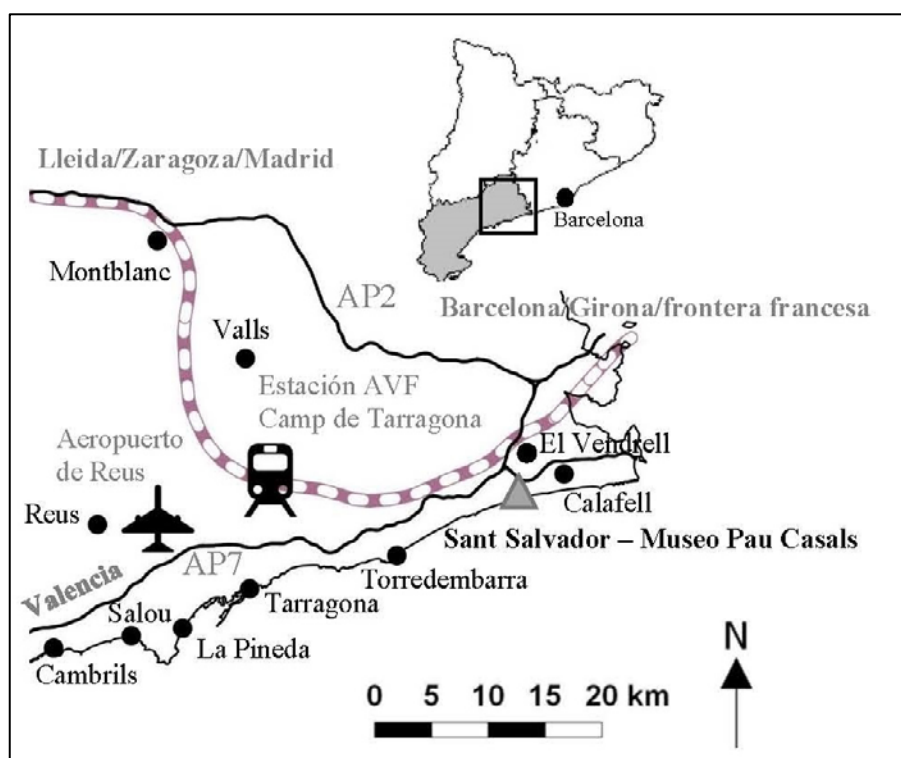 Lleida/Zaragoza/Madrid
Barcelona
Montblanc
AP2
Barcelona/Girona/frontera francesa
Valls
Estación AVF
Camp de Tarragona
Aeropuerto
de Reus
El Vendrell
Calafell
Reus
Sant Salvador – Museo Pau Casals
AP7
Valencia
Torredembarra
Tarragona
Salou
La Pineda
Cambrils
N
0 5 10 15 20 km